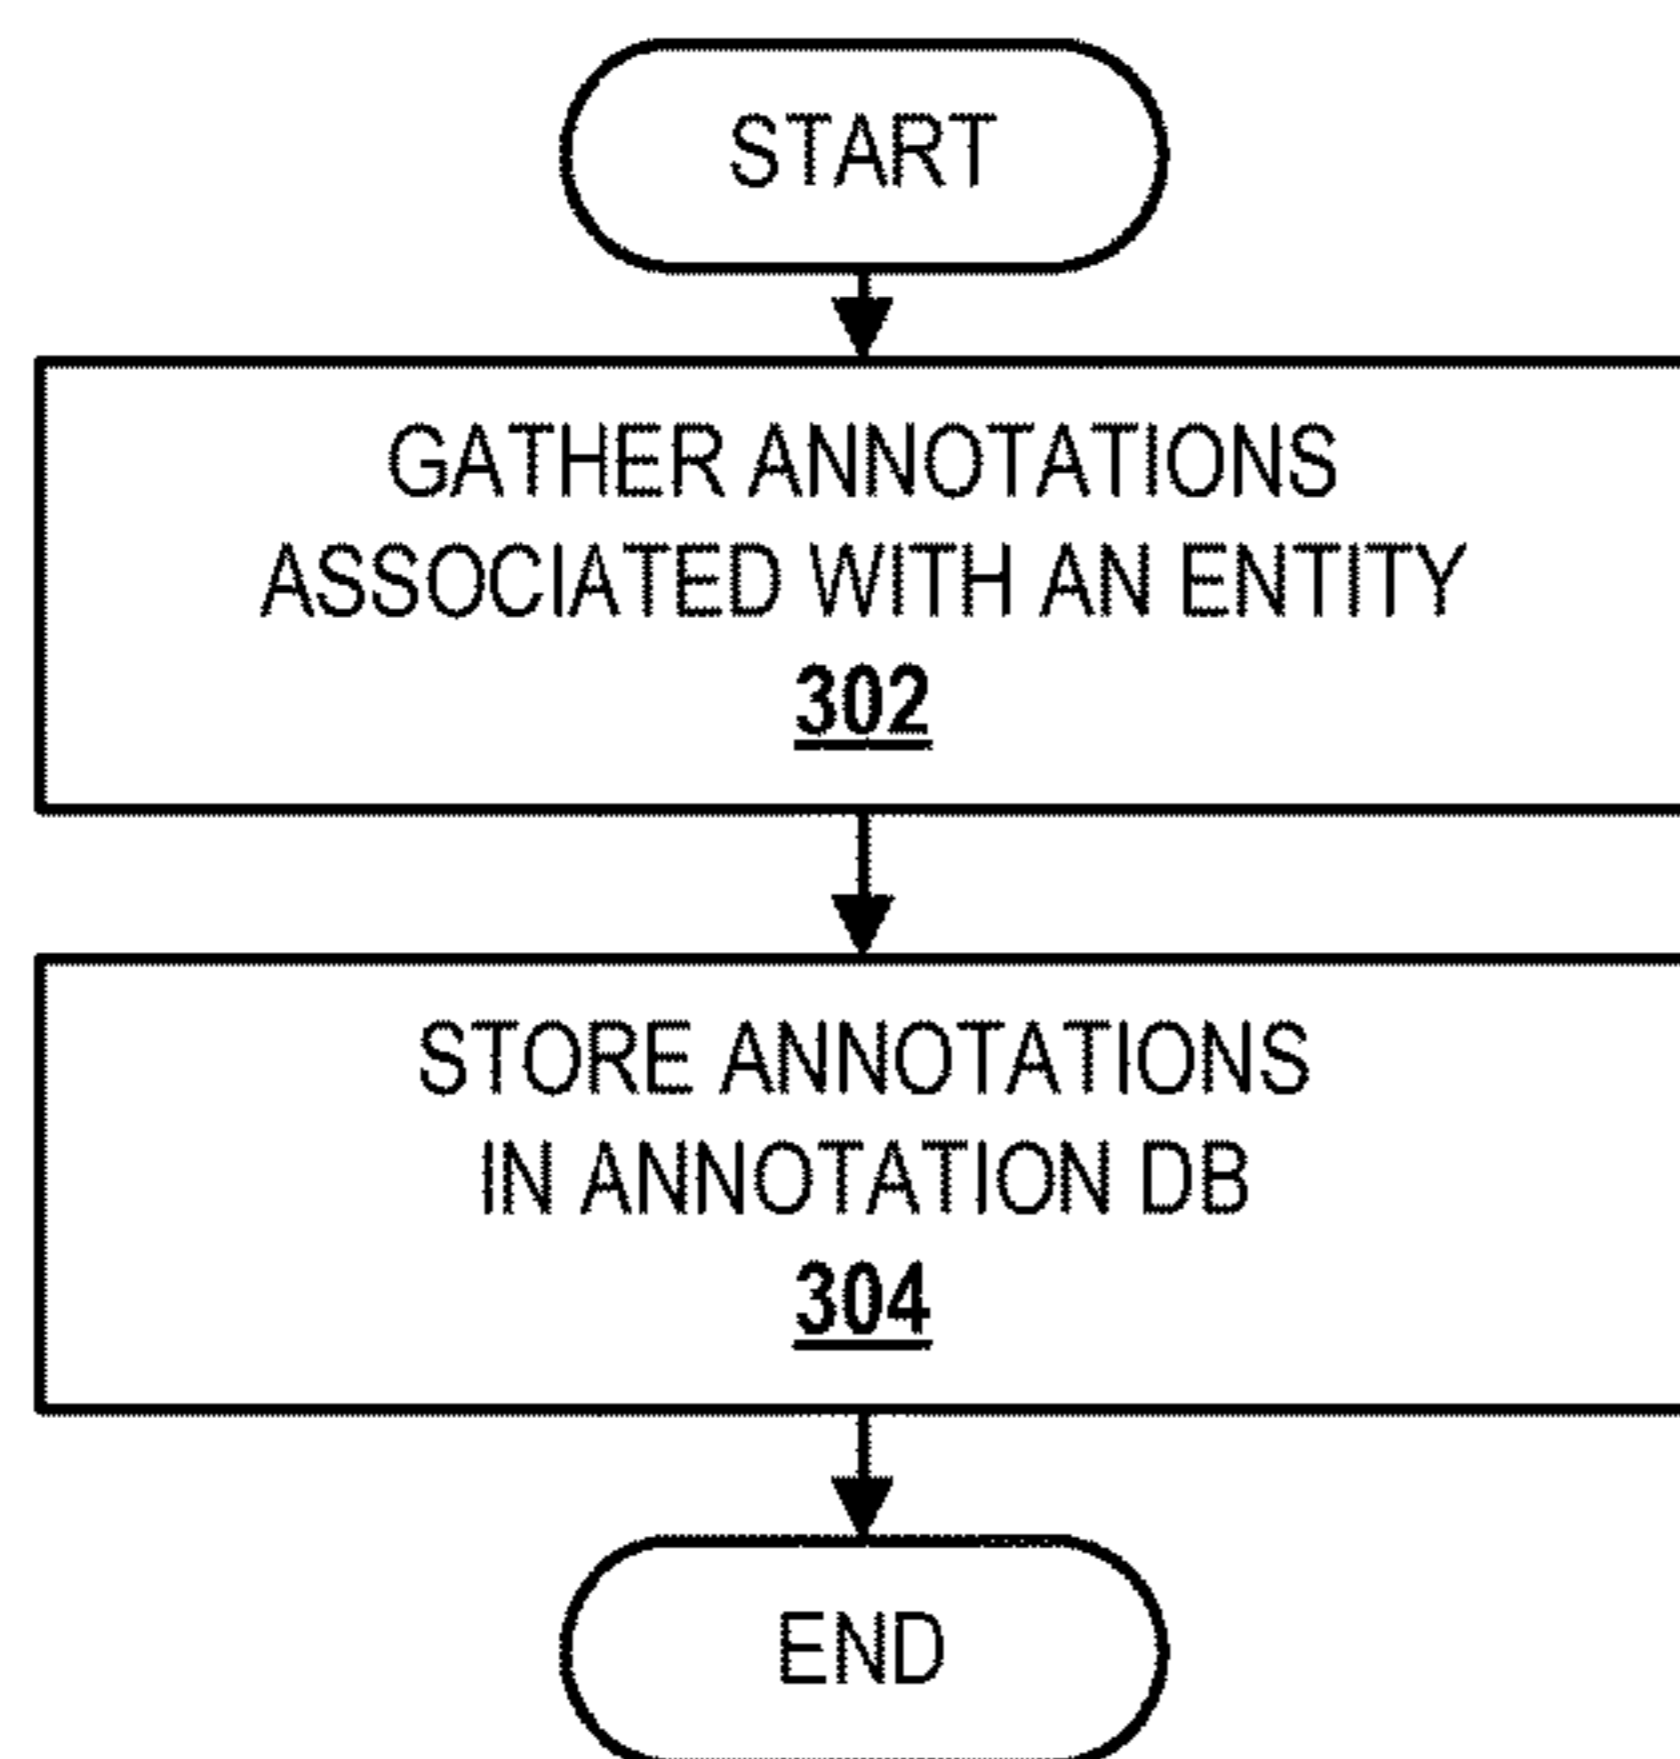 START
GATHER ANNOTATIONS
ASSOCIATED WITH AN ENTITY
302
STORE ANNOTATIONS
IN ANNOTATION DB
304
END